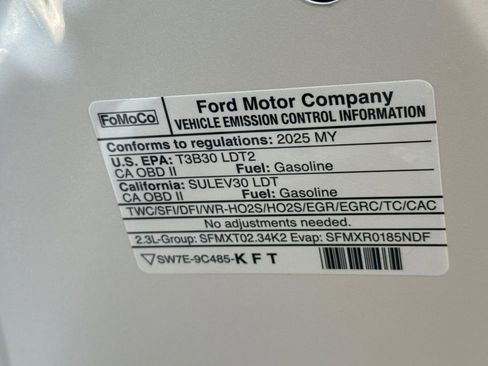 FoMoCo
Ford Motor Company
VEHICLE EMISSION CONTROL INFORMATION
Conforms to regulations: 2025 MY
U.S. EPA: T3B30 LDT2
CA OBD II Fuel: Gasoline
California: SULEV30 LDT
CA OBD II Fuel: Gasoline
TWC/SFI/DFI/WR-HO2S/HO2S/EGR/EGRC/TC/CAC
No adjustments needed.
2.3L-Group: SFMXT02.34K2 Evap: SFMXR0185NDF
SW7E-9C485-KFT